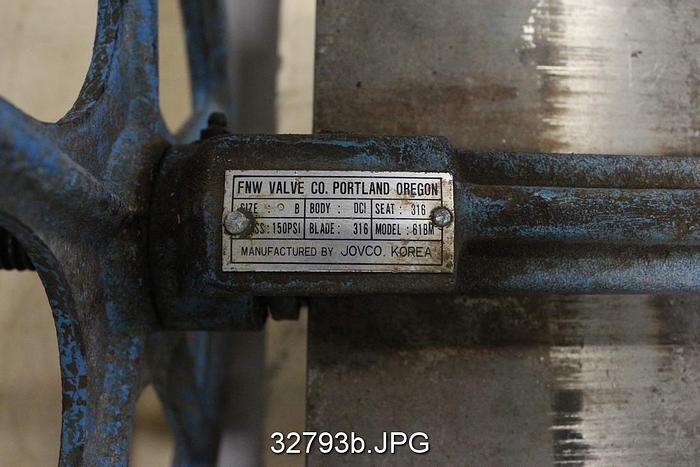 FNW VALVE CO. PORTLAND OREGON
SIZE : B BODY : DCI SEAT : 316
SS : 150PSI BLADE : 316 MODEL : 61BM
MANUFACTURED BY JOVCO. KOREA
32793b.JPG